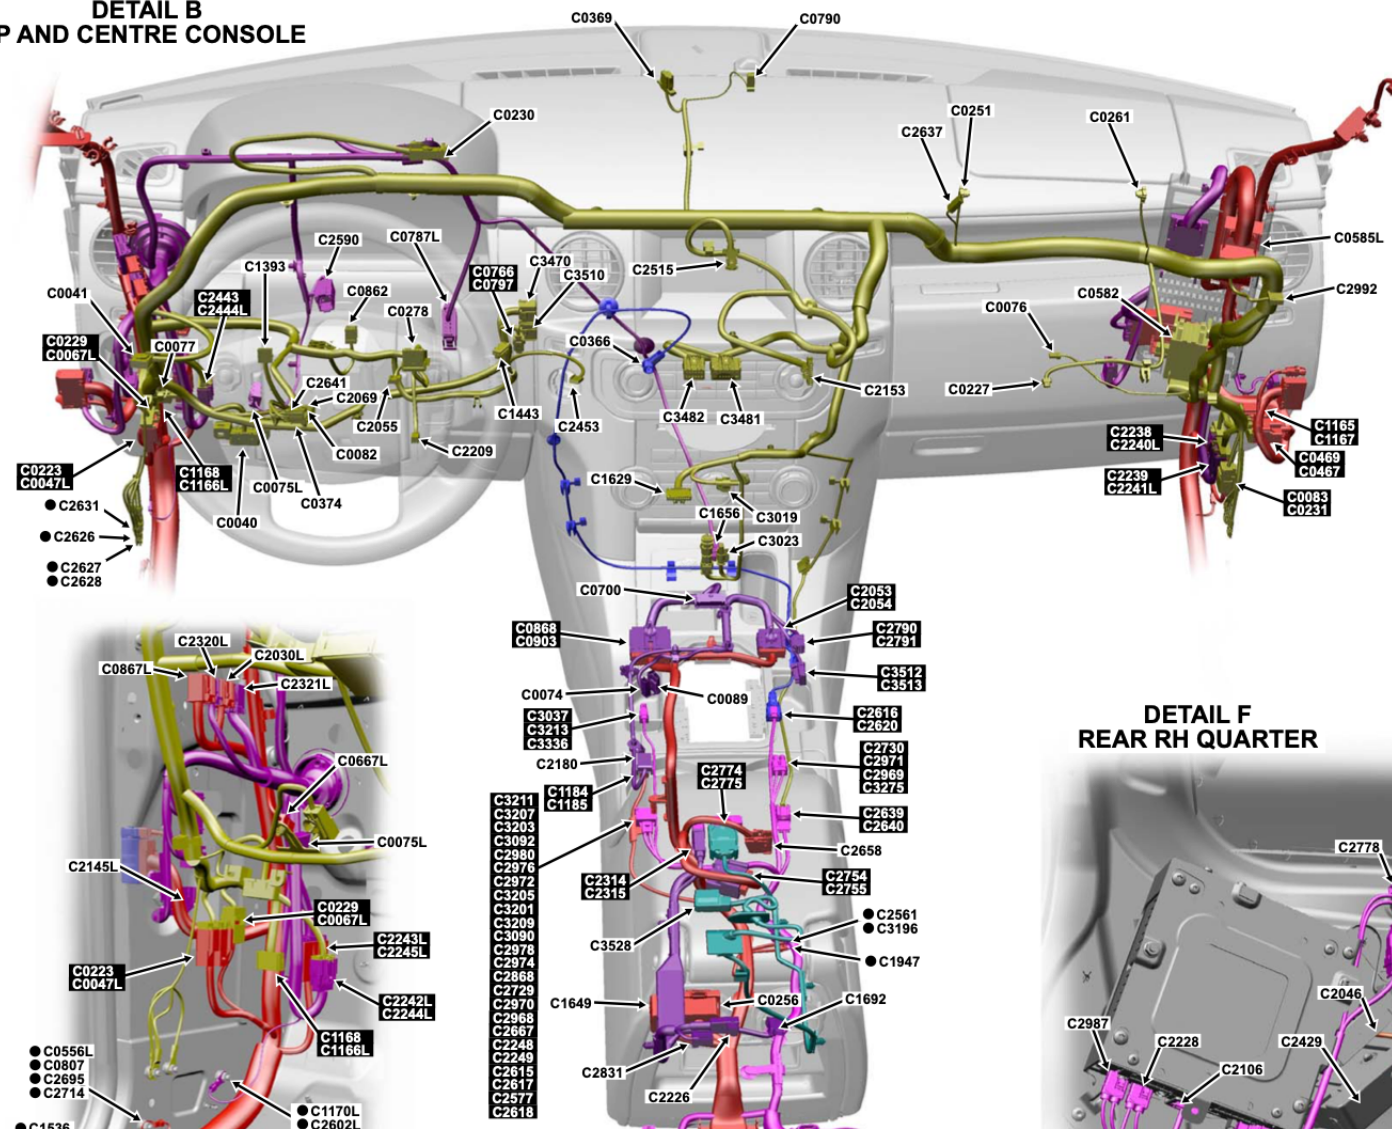 DETAIL B
P AND CENTRE CONSOLE
C0369
C0790
C0230
C0251
C2637
C0261
C0585L
C2590
C0787L
C3470
C0766
C0797
C3510
C1393
C2515
C2992
C0041
C2443
C2444L
C0862
C0278
C0582
C0076
C0229
C0067L
C0077
C0366
C2641
C2069
C2055
C1443
C2453
C3482
C3481
C2153
C0227
C0082
C2209
C2238
C2240L
C1165
C1167
C0223
C0047L
C1168
C1166L
C0075L
C0374
C0040
C1629
C1656
C3019
C3023
C2239
C2241L
C0469
C0467
C0083
C0231
● C2631
● C2626
● C2627
● C2628
C0700
C2053
C2054
C0868
C0903
C2790
C2791
C3512
C3513
C0074
C0089
C3037
C3213
C3336
C2616
C2620
C2180
C1184
C1185
C2774
C2775
C2730
C2971
C2969
C3275
C2639
C2640
C2658
C3211
C3207
C3203
C3092
C2980
C2976
C2972
C3205
C3201
C3209
C3090
C2978
C2974
C2868
C2729
C2970
C2968
C2667
C2248
C2249
C2615
C2617
C2577
C2618
C2314
C2315
C2754
C2755
● C2561
● C3196
C3528
● C1947
C1649
C0256
C1692
C2831
C2226
C2320L
C2030L
C0867L
C2321L
C0667L
C0075L
C2145L
C0229
C0067L
C2243L
C2245L
C0223
C0047L
C2242L
C2244L
C1168
C1166L
● C0556L
● C0807
● C2695
● C2714
● C1170L
● C2602L
● C1536
DETAIL F
REAR RH QUARTER
C2778
C2046
C2987
C2228
C2106
C2429